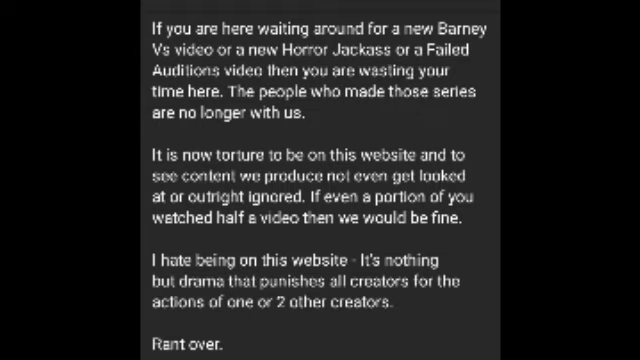 If you are here waiting around for a new Barney
Vs video or a new Horror Jackass or a Failed
Auditions video then you are wasting your
time here. The people who made those series
are no longer with us.
It is now torture to be on this website and to
see content we produce not even get looked
at or outright ignored. If even a portion of you
watched half a video then we would be fine.
I hate being on this website - It's nothing
but drama that punishes all creators for the
actions of one or 2 other creators.
Rant over.